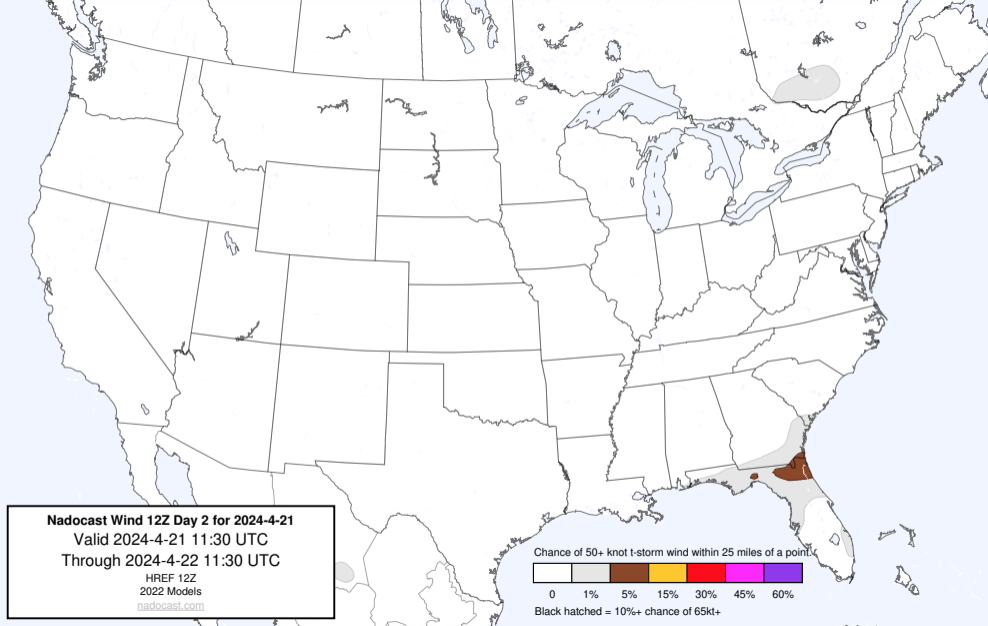 Nadocast Wind 12Z Day 2 for 2024-4-21
Valid 2024-4-21 11:30 UTC
Through 2024-4-22 11:30 UTC
HREF 12Z
2022 Models
nadocast.com
Chance of 50+ knot t-storm wind within 25 miles of a point.
0 1% 5% 15% 30% 45% 60%
Black hatched = 10%+ chance of 65kt+